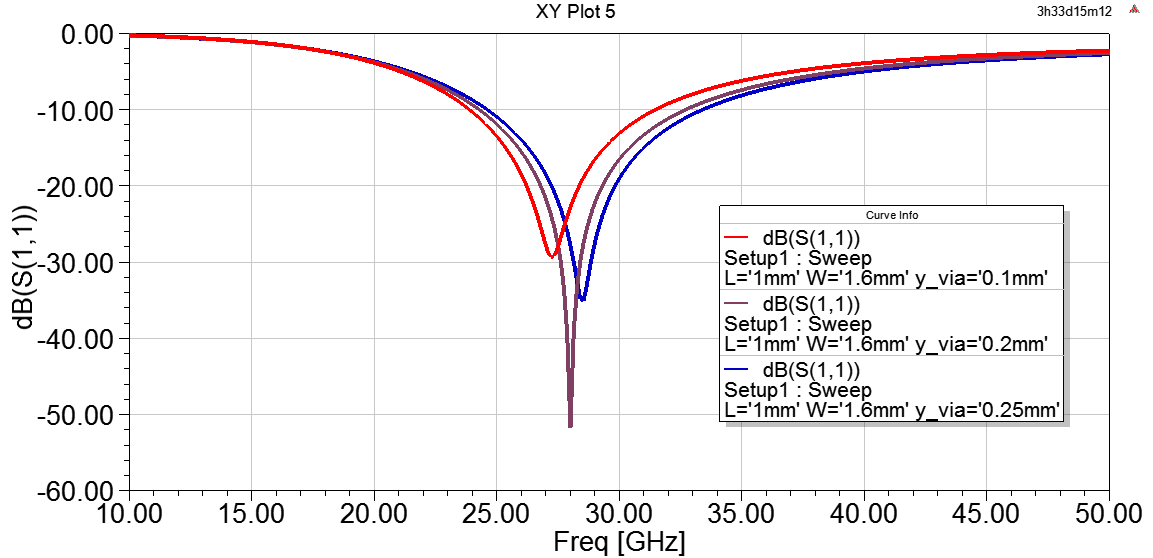 XY Plot 5
3h33d15m12
0.00
-10.00
-20.00
-30.00
-40.00
-50.00
-60.00
dB(S(1,1))
Curve Info
dB(S(1,1))
Setup1 : Sweep
L='1mm' W='1.6mm' y_via='0.1mm'
dB(S(1,1))
Setup1 : Sweep
L='1mm' W='1.6mm' y_via='0.2mm'
dB(S(1,1))
Setup1 : Sweep
L='1mm' W='1.6mm' y_via='0.25mm'
10.00 15.00 20.00 25.00 30.00 35.00 40.00 45.00 50.00
Freq [GHz]